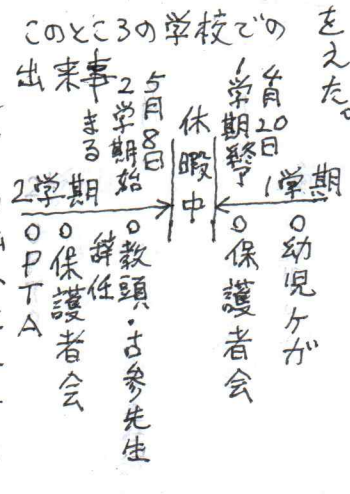 をえた。
このところの学校での
出来事
1学期
4月20日
1学期終了
休暇中
5月8日
2学期始
まる
2学期
○幼児ケガ
○保護者会
○教頭・古参先生
辞任
○保護者会
○PTA